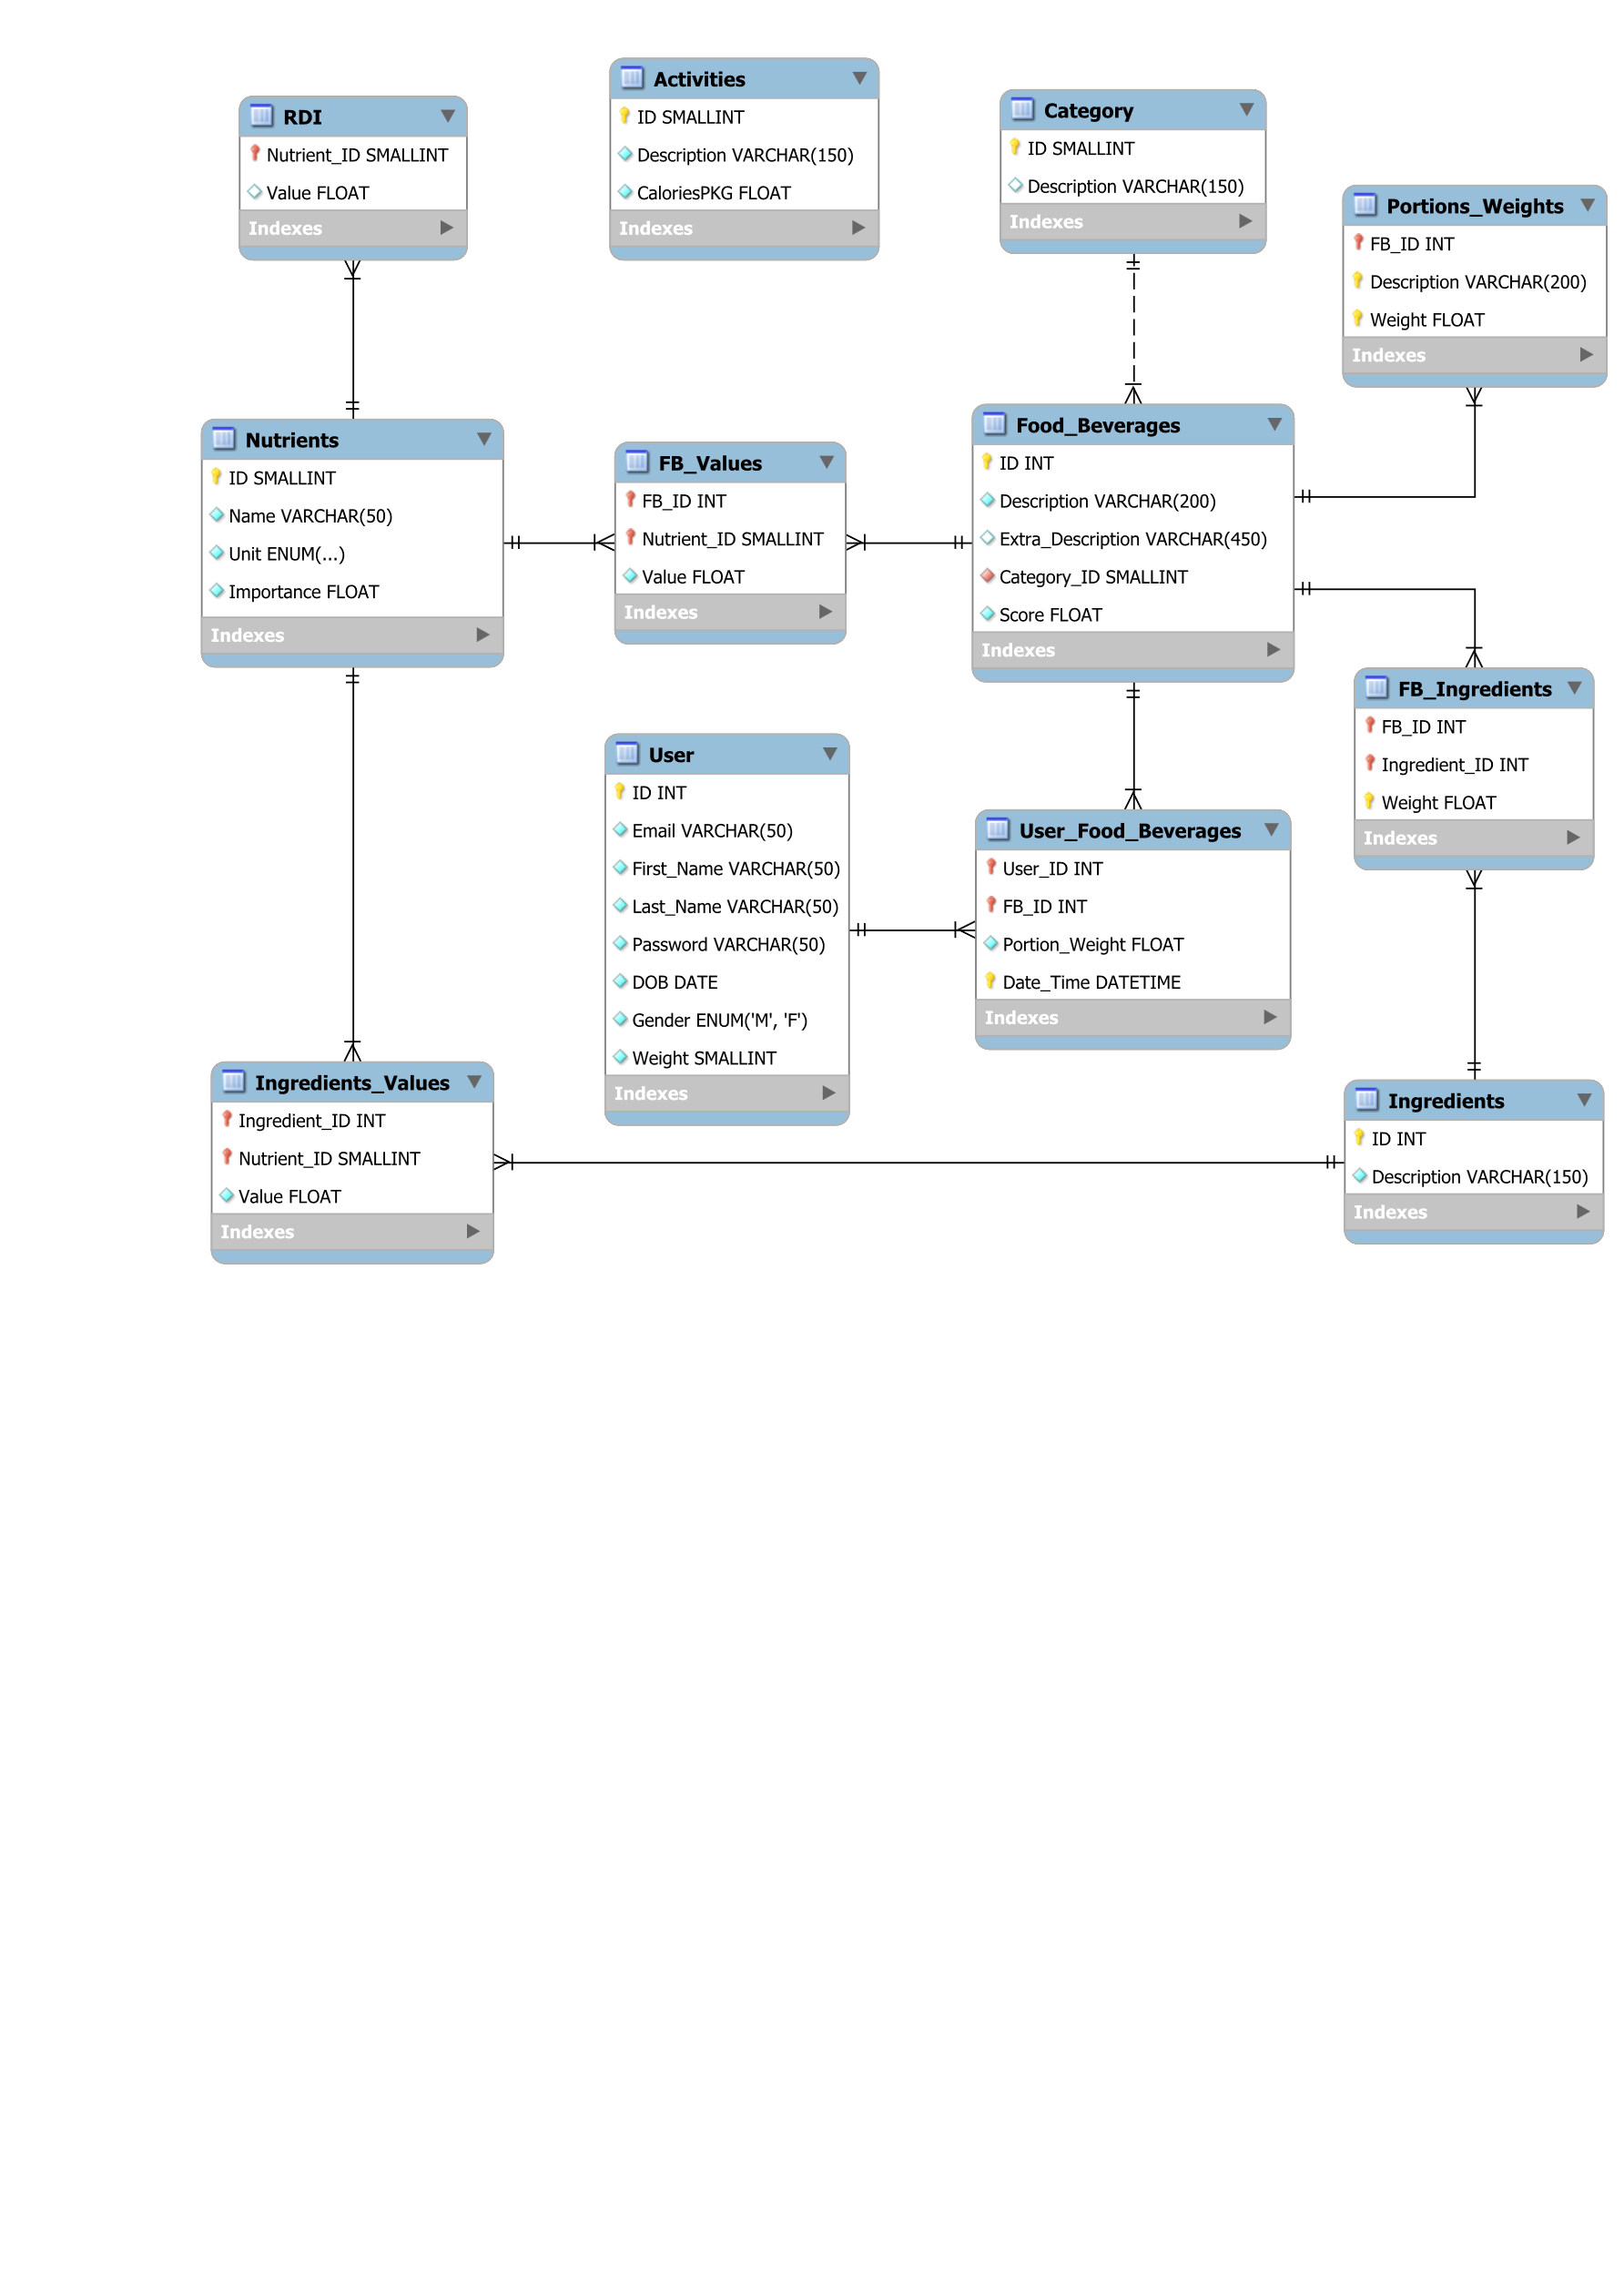 RDI
Nutrient_ID SMALLINT
Value FLOAT
Indexes
Activities
ID SMALLINT
Description VARCHAR(150)
CaloriesPKG FLOAT
Indexes
Category
ID SMALLINT
Description VARCHAR(150)
Indexes
Portions_Weights
FB_ID INT
Description VARCHAR(200)
Weight FLOAT
Indexes
Nutrients
ID SMALLINT
Name VARCHAR(50)
Unit ENUM(...)
Importance FLOAT
Indexes
FB_Values
FB_ID INT
Nutrient_ID SMALLINT
Value FLOAT
Indexes
Food_Beverages
ID INT
Description VARCHAR(200)
Extra_Description VARCHAR(450)
Category_ID SMALLINT
Score FLOAT
Indexes
FB_Ingredients
FB_ID INT
Ingredient_ID INT
Weight FLOAT
Indexes
User
ID INT
Email VARCHAR(50)
First_Name VARCHAR(50)
Last_Name VARCHAR(50)
Password VARCHAR(50)
DOB DATE
Gender ENUM('M', 'F')
Weight SMALLINT
Indexes
User_Food_Beverages
User_ID INT
FB_ID INT
Portion_Weight FLOAT
Date_Time DATETIME
Indexes
Ingredients_Values
Ingredient_ID INT
Nutrient_ID SMALLINT
Value FLOAT
Indexes
Ingredients
ID INT
Description VARCHAR(150)
Indexes